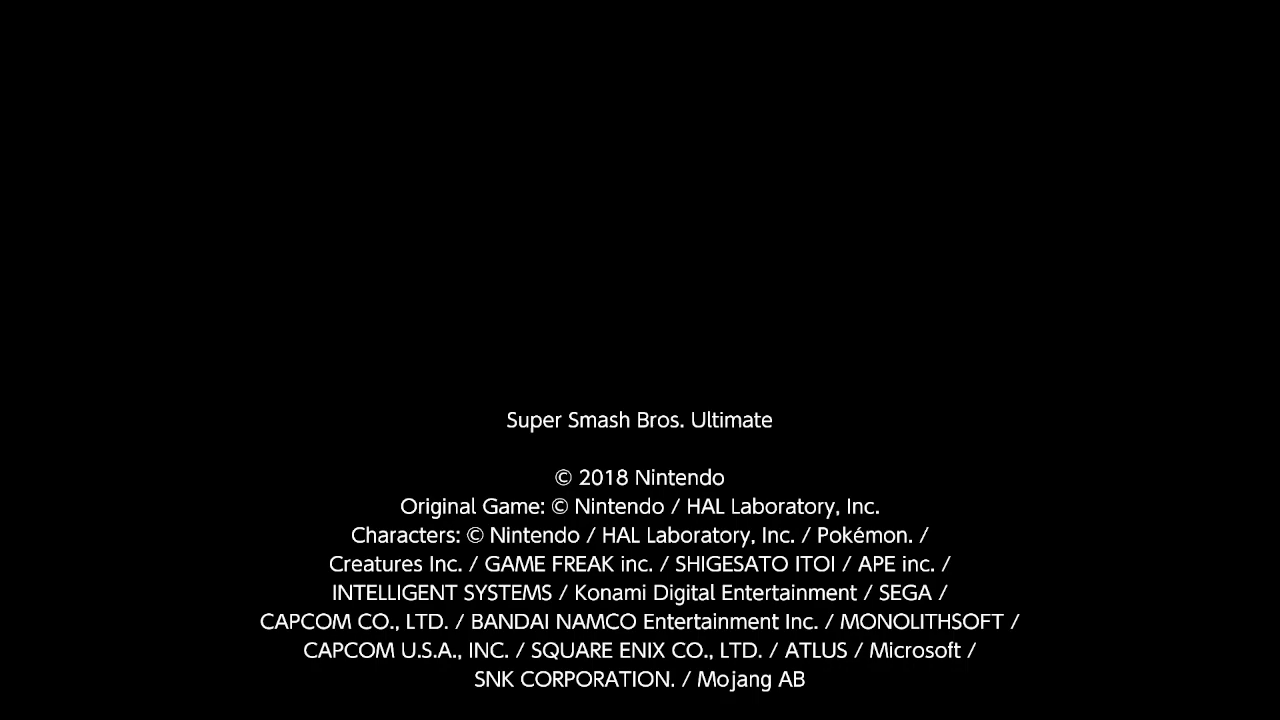 Super Smash Bros. Ultimate
© 2018 Nintendo
Original Game: © Nintendo / HAL Laboratory, Inc.
Characters: © Nintendo / HAL Laboratory, Inc. / Pokémon. /
Creatures Inc. / GAME FREAK inc. / SHIGESATO ITOI / APE inc. /
INTELLIGENT SYSTEMS / Konami Digital Entertainment / SEGA /
CAPCOM CO., LTD. / BANDAI NAMCO Entertainment Inc. / MONOLITHSOFT /
CAPCOM U.S.A., INC. / SQUARE ENIX CO., LTD. / ATLUS / Microsoft /
SNK CORPORATION. / Mojang AB